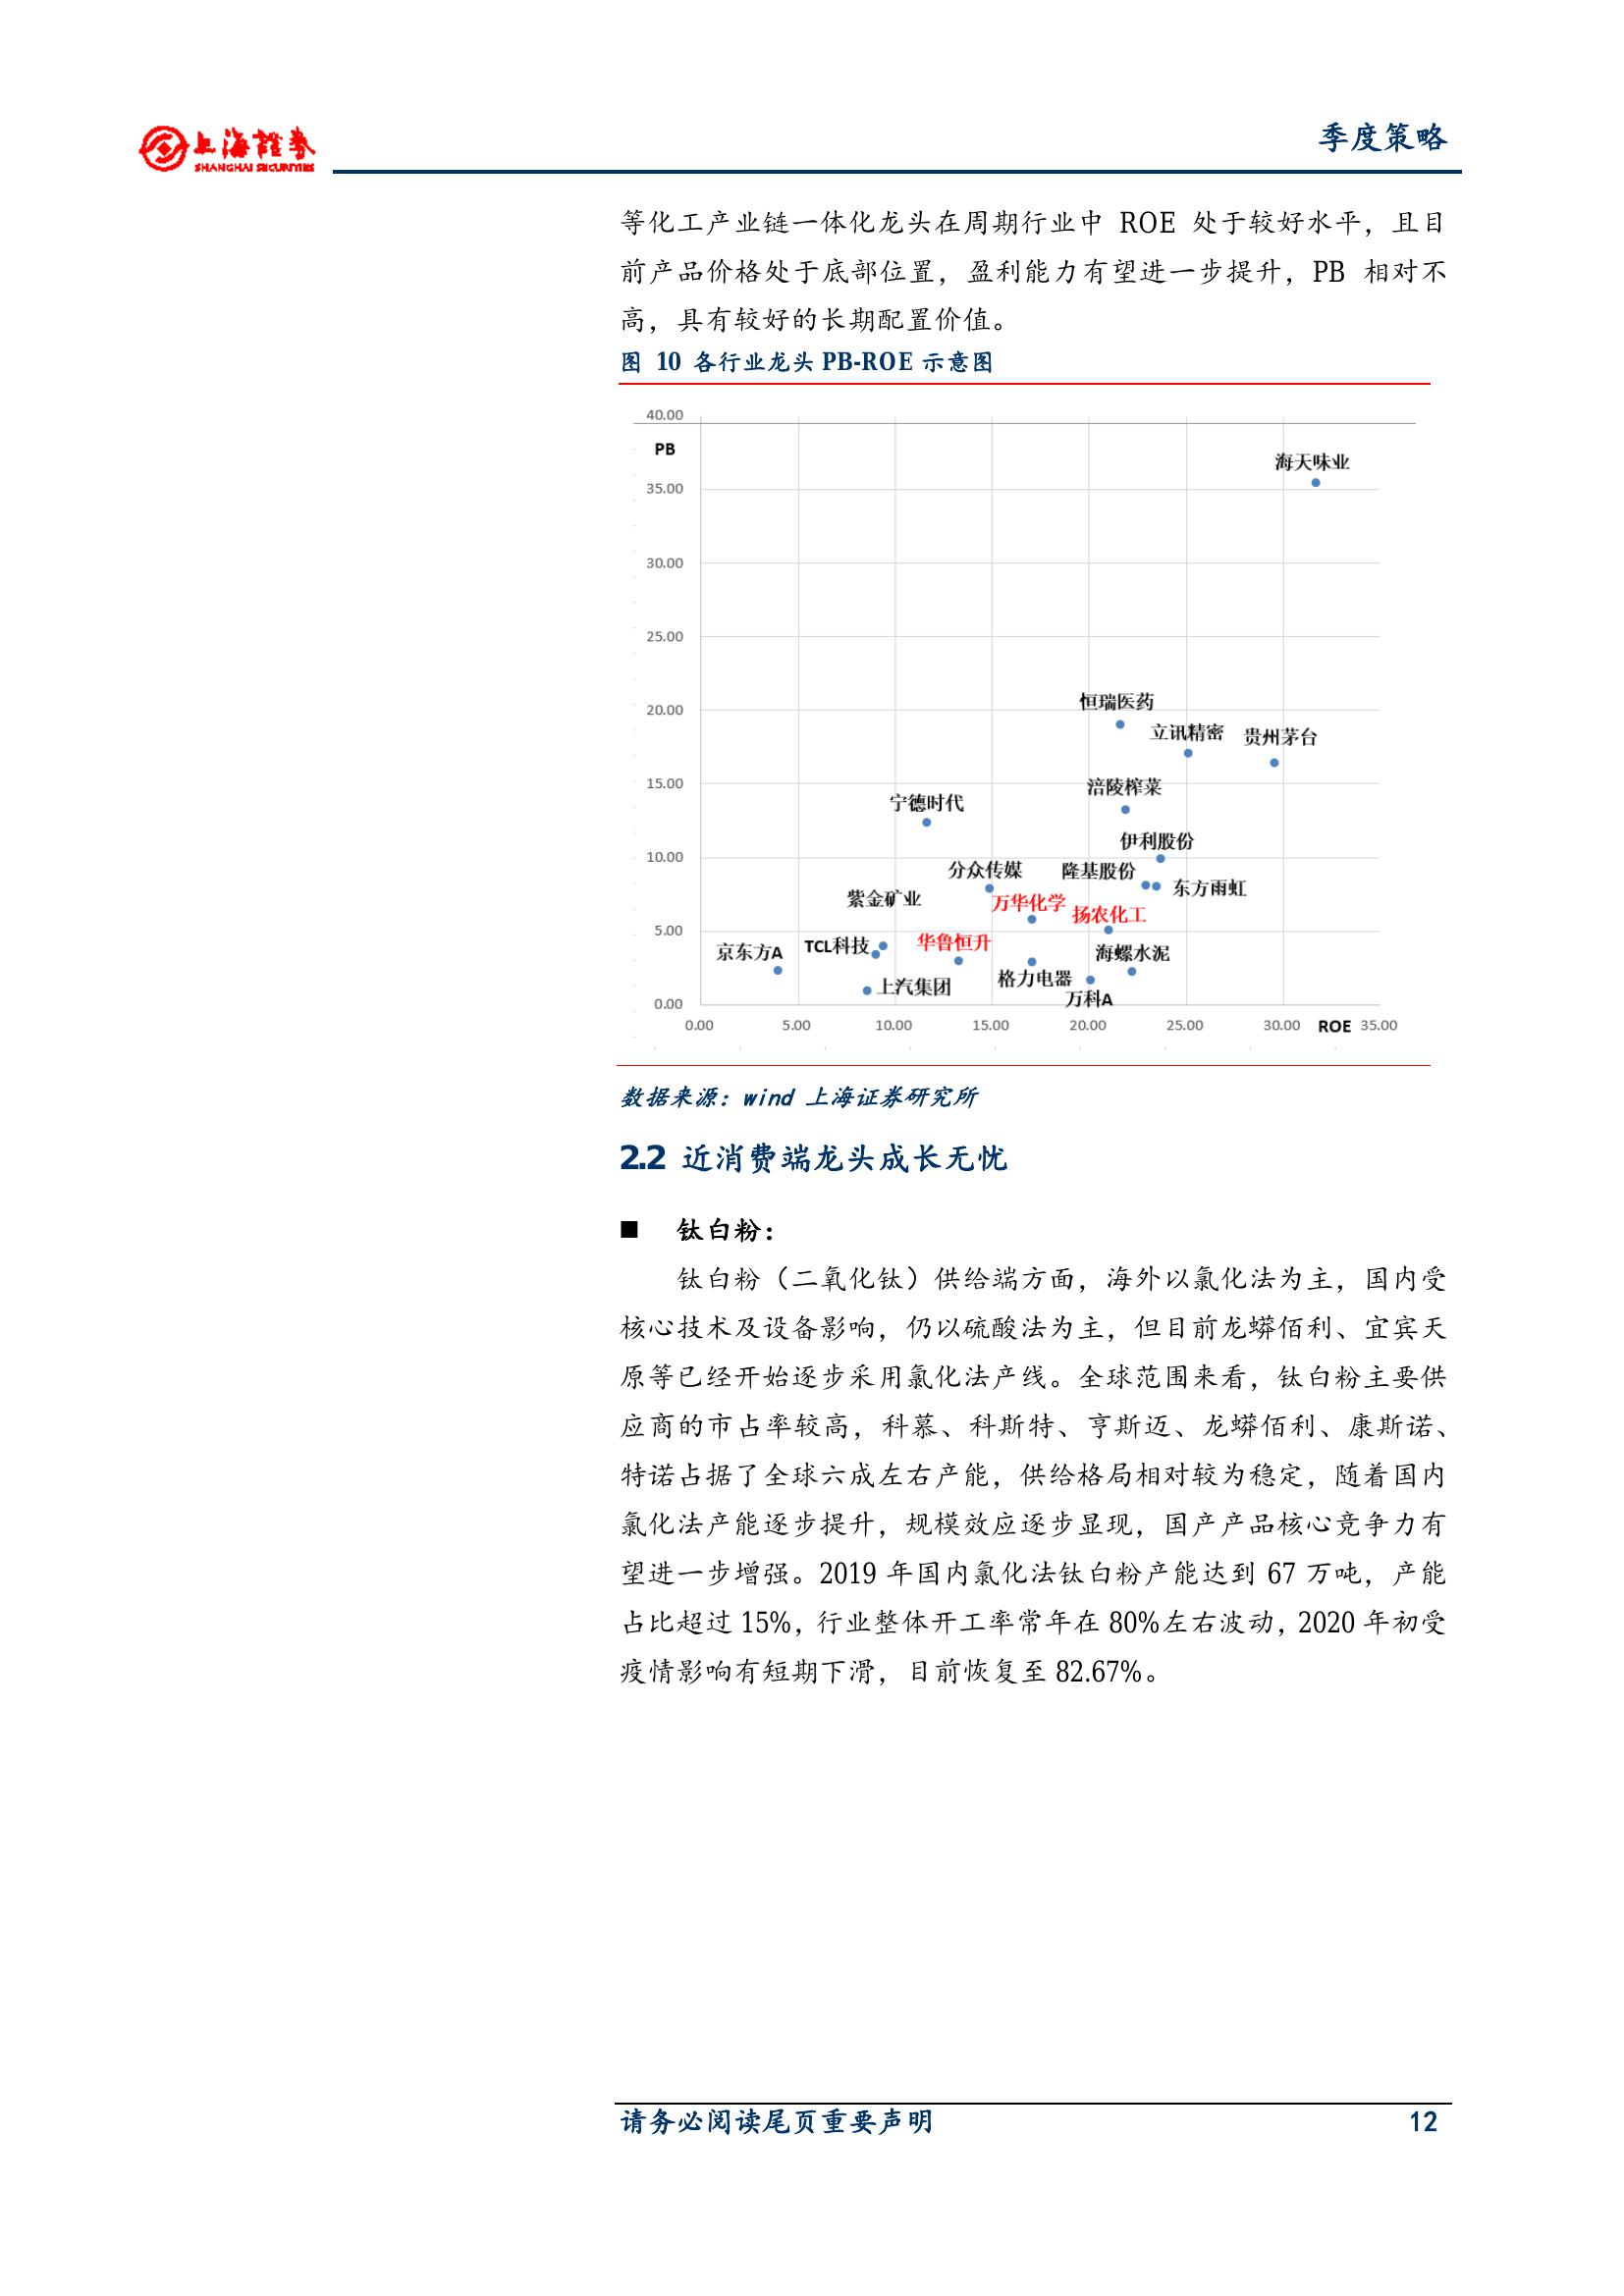 上海證券
SHANGHAI SECURITIES
季度策略
等化工产业链一体化龙头在周期行业中 ROE 处于较好水平，且目
前产品价格处于底部位置，盈利能力有望进一步提升，PB 相对不
高，具有较好的长期配置价值。
图 10 各行业龙头 PB-ROE 示意图
40.00
PB
海天味业
35.00
30.00
25.00
20.00
恒瑞医药
立讯精密
贵州茅台
15.00
涪陵榨菜
宁德时代
伊利股份
10.00
分众传媒
隆基股份
东方雨虹
紫金矿业
万华化学
扬农化工
5.00
京东方A
TCL科技
华鲁恒升
海螺水泥
上汽集团
格力电器
万科A
0.00
0.00 5.00 10.00 15.00 20.00 25.00 30.00 ROE 35.00
数据来源：wind 上海证券研究所
2.2 近消费端龙头成长无忧
■ 钛白粉：
钛白粉（二氧化钛）供给端方面，海外以氯化法为主，国内受
核心技术及设备影响，仍以硫酸法为主，但目前龙蟒佰利、宜宾天
原等已经开始逐步采用氯化法产线。全球范围来看，钛白粉主要供
应商的市占率较高，科慕、科斯特、亨斯迈、龙蟒佰利、康斯诺、
特诺占据了全球六成左右产能，供给格局相对较为稳定，随着国内
氯化法产能逐步提升，规模效应逐步显现，国产产品核心竞争力有
望进一步增强。2019 年国内氯化法钛白粉产能达到 67 万吨，产能
占比超过 15%，行业整体开工率常年在 80%左右波动，2020 年初受
疫情影响有短期下滑，目前恢复至 82.67%。
请务必阅读尾页重要声明
12